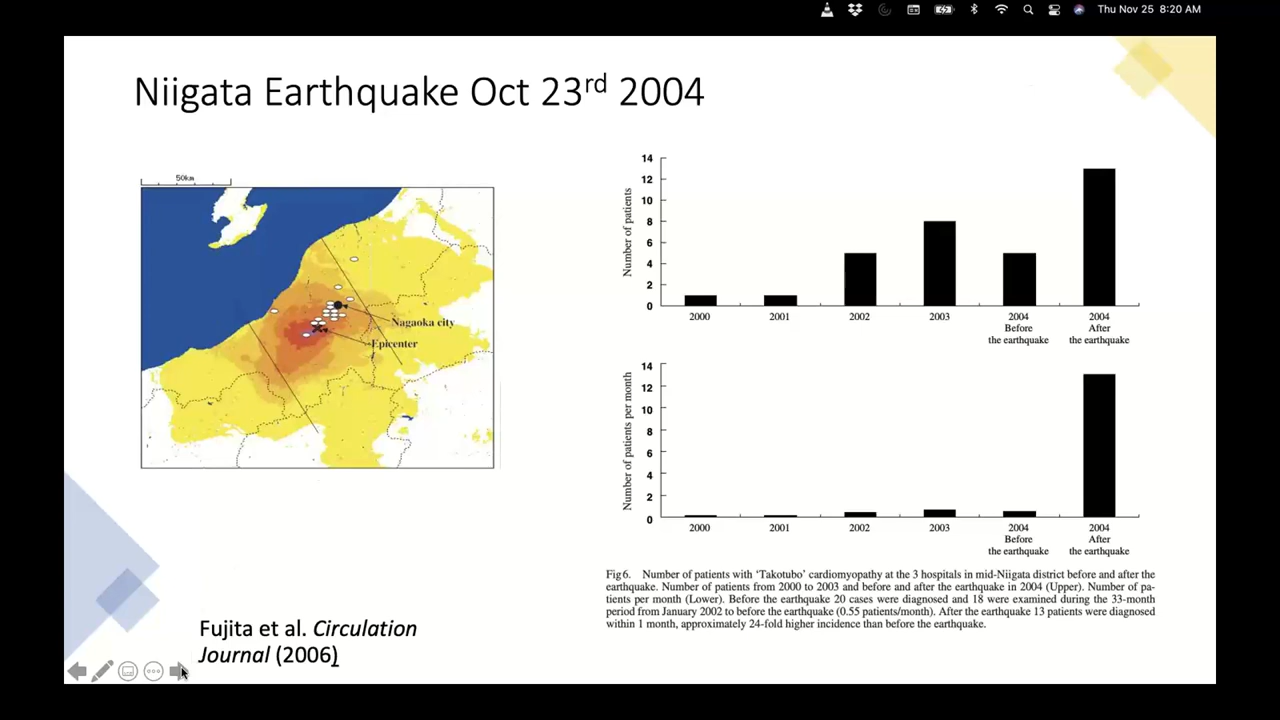 Thu Nov 25 8:20 AM
Niigata Earthquake Oct 23rd 2004
50km
Nagaoka city
Epicenter
Number of patients
14
12
10
8
6
4
2
0
2000
2001
2002
2003
2004
Before
the earthquake
2004
After
the earthquake
Number of patients per month
14
12
10
8
6
4
2
0
2000
2001
2002
2003
2004
Before
the earthquake
2004
After
the earthquake
Fig 6. Number of patients with 'Takotubo' cardiomyopathy at the 3 hospitals in mid-Niigata district before and after the
earthquake. Number of patients from 2000 to 2003 and before and after the earthquake in 2004 (Upper). Number of pa-
tients per month (Lower). Before the earthquake 20 cases were diagnosed and 18 were examined during the 33-month
period from January 2002 to before the earthquake (0.55 patients/month). After the earthquake 13 patients were diagnosed
within 1 month, approximately 24-fold higher incidence than before the earthquake.
Fujita et al. Circulation
Journal (2006)